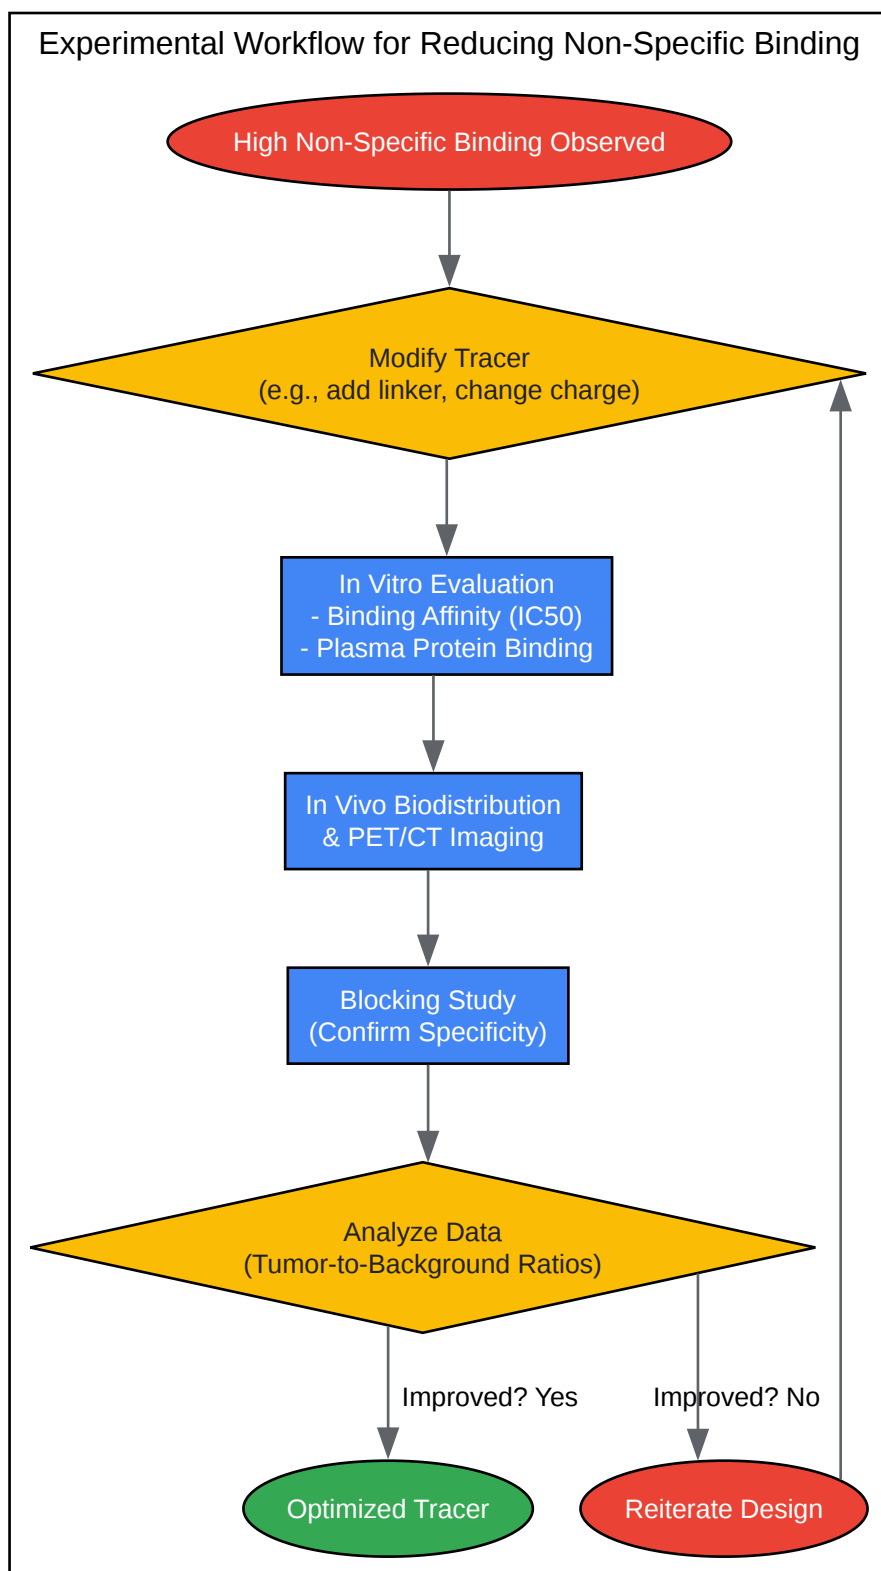 Experimental Workflow for Reducing Non-Specific Binding
High Non-Specific Binding Observed
Modify Tracer
(e.g., add linker, change charge)
In Vitro Evaluation
- Binding Affinity (IC50)
- Plasma Protein Binding
In Vivo Biodistribution
& PET/CT Imaging
Blocking Study
(Confirm Specificity)
Analyze Data
(Tumor-to-Background Ratios)
Improved? Yes
Improved? No
Optimized Tracer
Reiterate Design